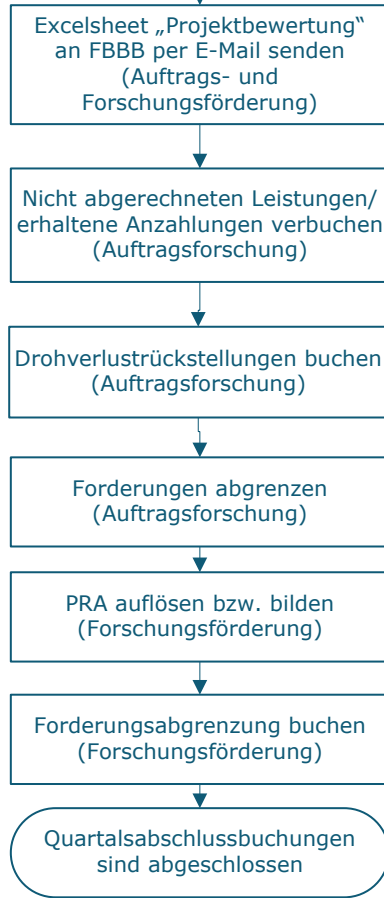 Excelsheet „Projektbewertung“
an FBBB per E-Mail senden
(Auftrags- und
Forschungsförderung)
Nicht abgerechneten Leistungen/
erhaltene Anzahlungen verbuchen
(Auftragsforschung)
Drohverlustrückstellungen buchen
(Auftragsforschung)
Forderungen abgrenzen
(Auftragsforschung)
PRA auflösen bzw. bilden
(Forschungsförderung)
Forderungsabgrenzung buchen
(Forschungsförderung)
Quartalsabschlussbuchungen
sind abgeschlossen